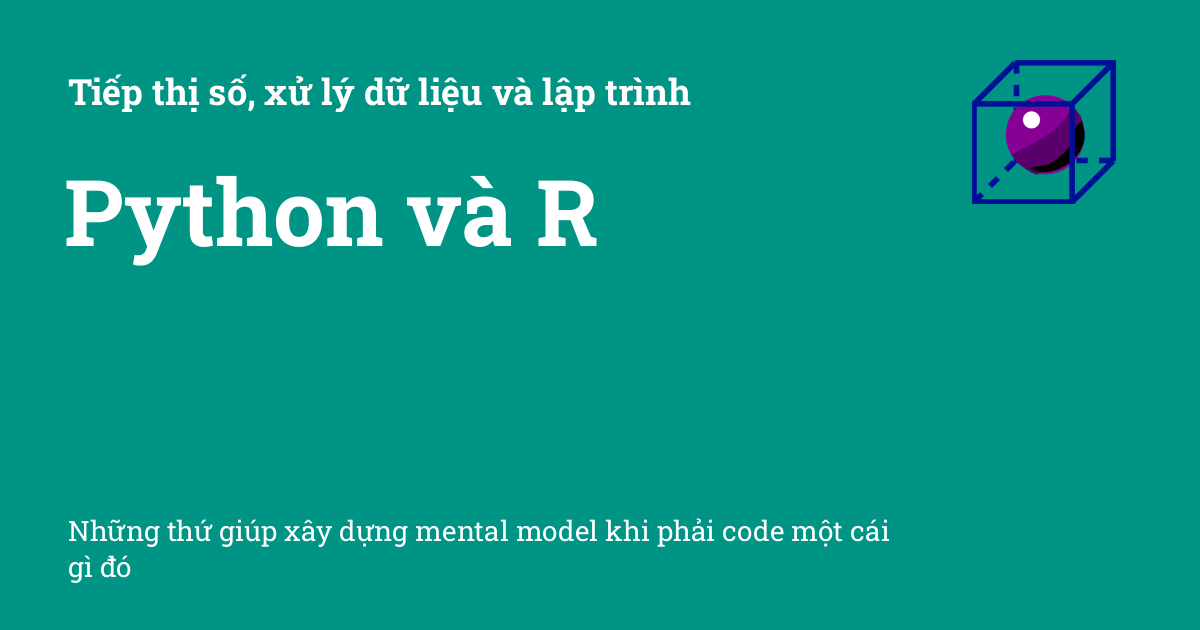 Tiếp thị số, xử lý dữ liệu và lập trình
Python và R
Những thứ giúp xây dựng mental model khi phải code một cái
gì đó